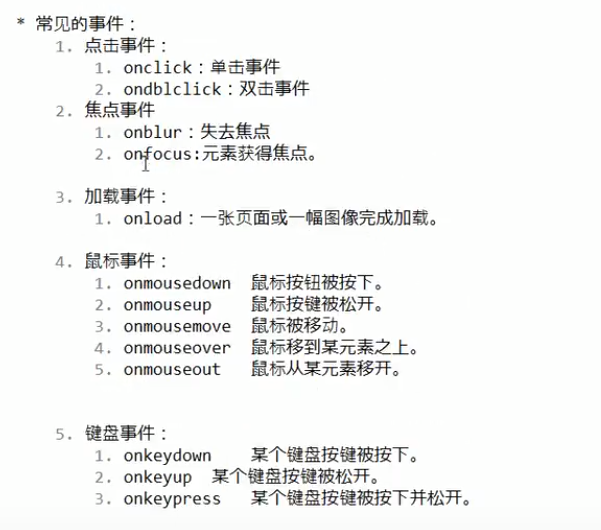 * 常见的事件：
1. 点击事件：
1. onclick：单击事件
2. ondblclick：双击事件
2. 焦点事件
1. onblur：失去焦点
2. onfocus:元素获得焦点。
3. 加载事件：
1. onload：一张页面或一幅图像完成加载。
4. 鼠标事件：
1. onmousedown 鼠标按钮被按下。
2. onmouseup 鼠标按键被松开。
3. onmousemove 鼠标被移动。
4. onmouseover 鼠标移到某元素之上。
5. onmouseout 鼠标从某元素移开。
5. 键盘事件：
1. onkeydown 某个键盘按键被按下。
2. onkeyup 某个键盘按键被松开。
3. onkeypress 某个键盘按键被按下并松开。